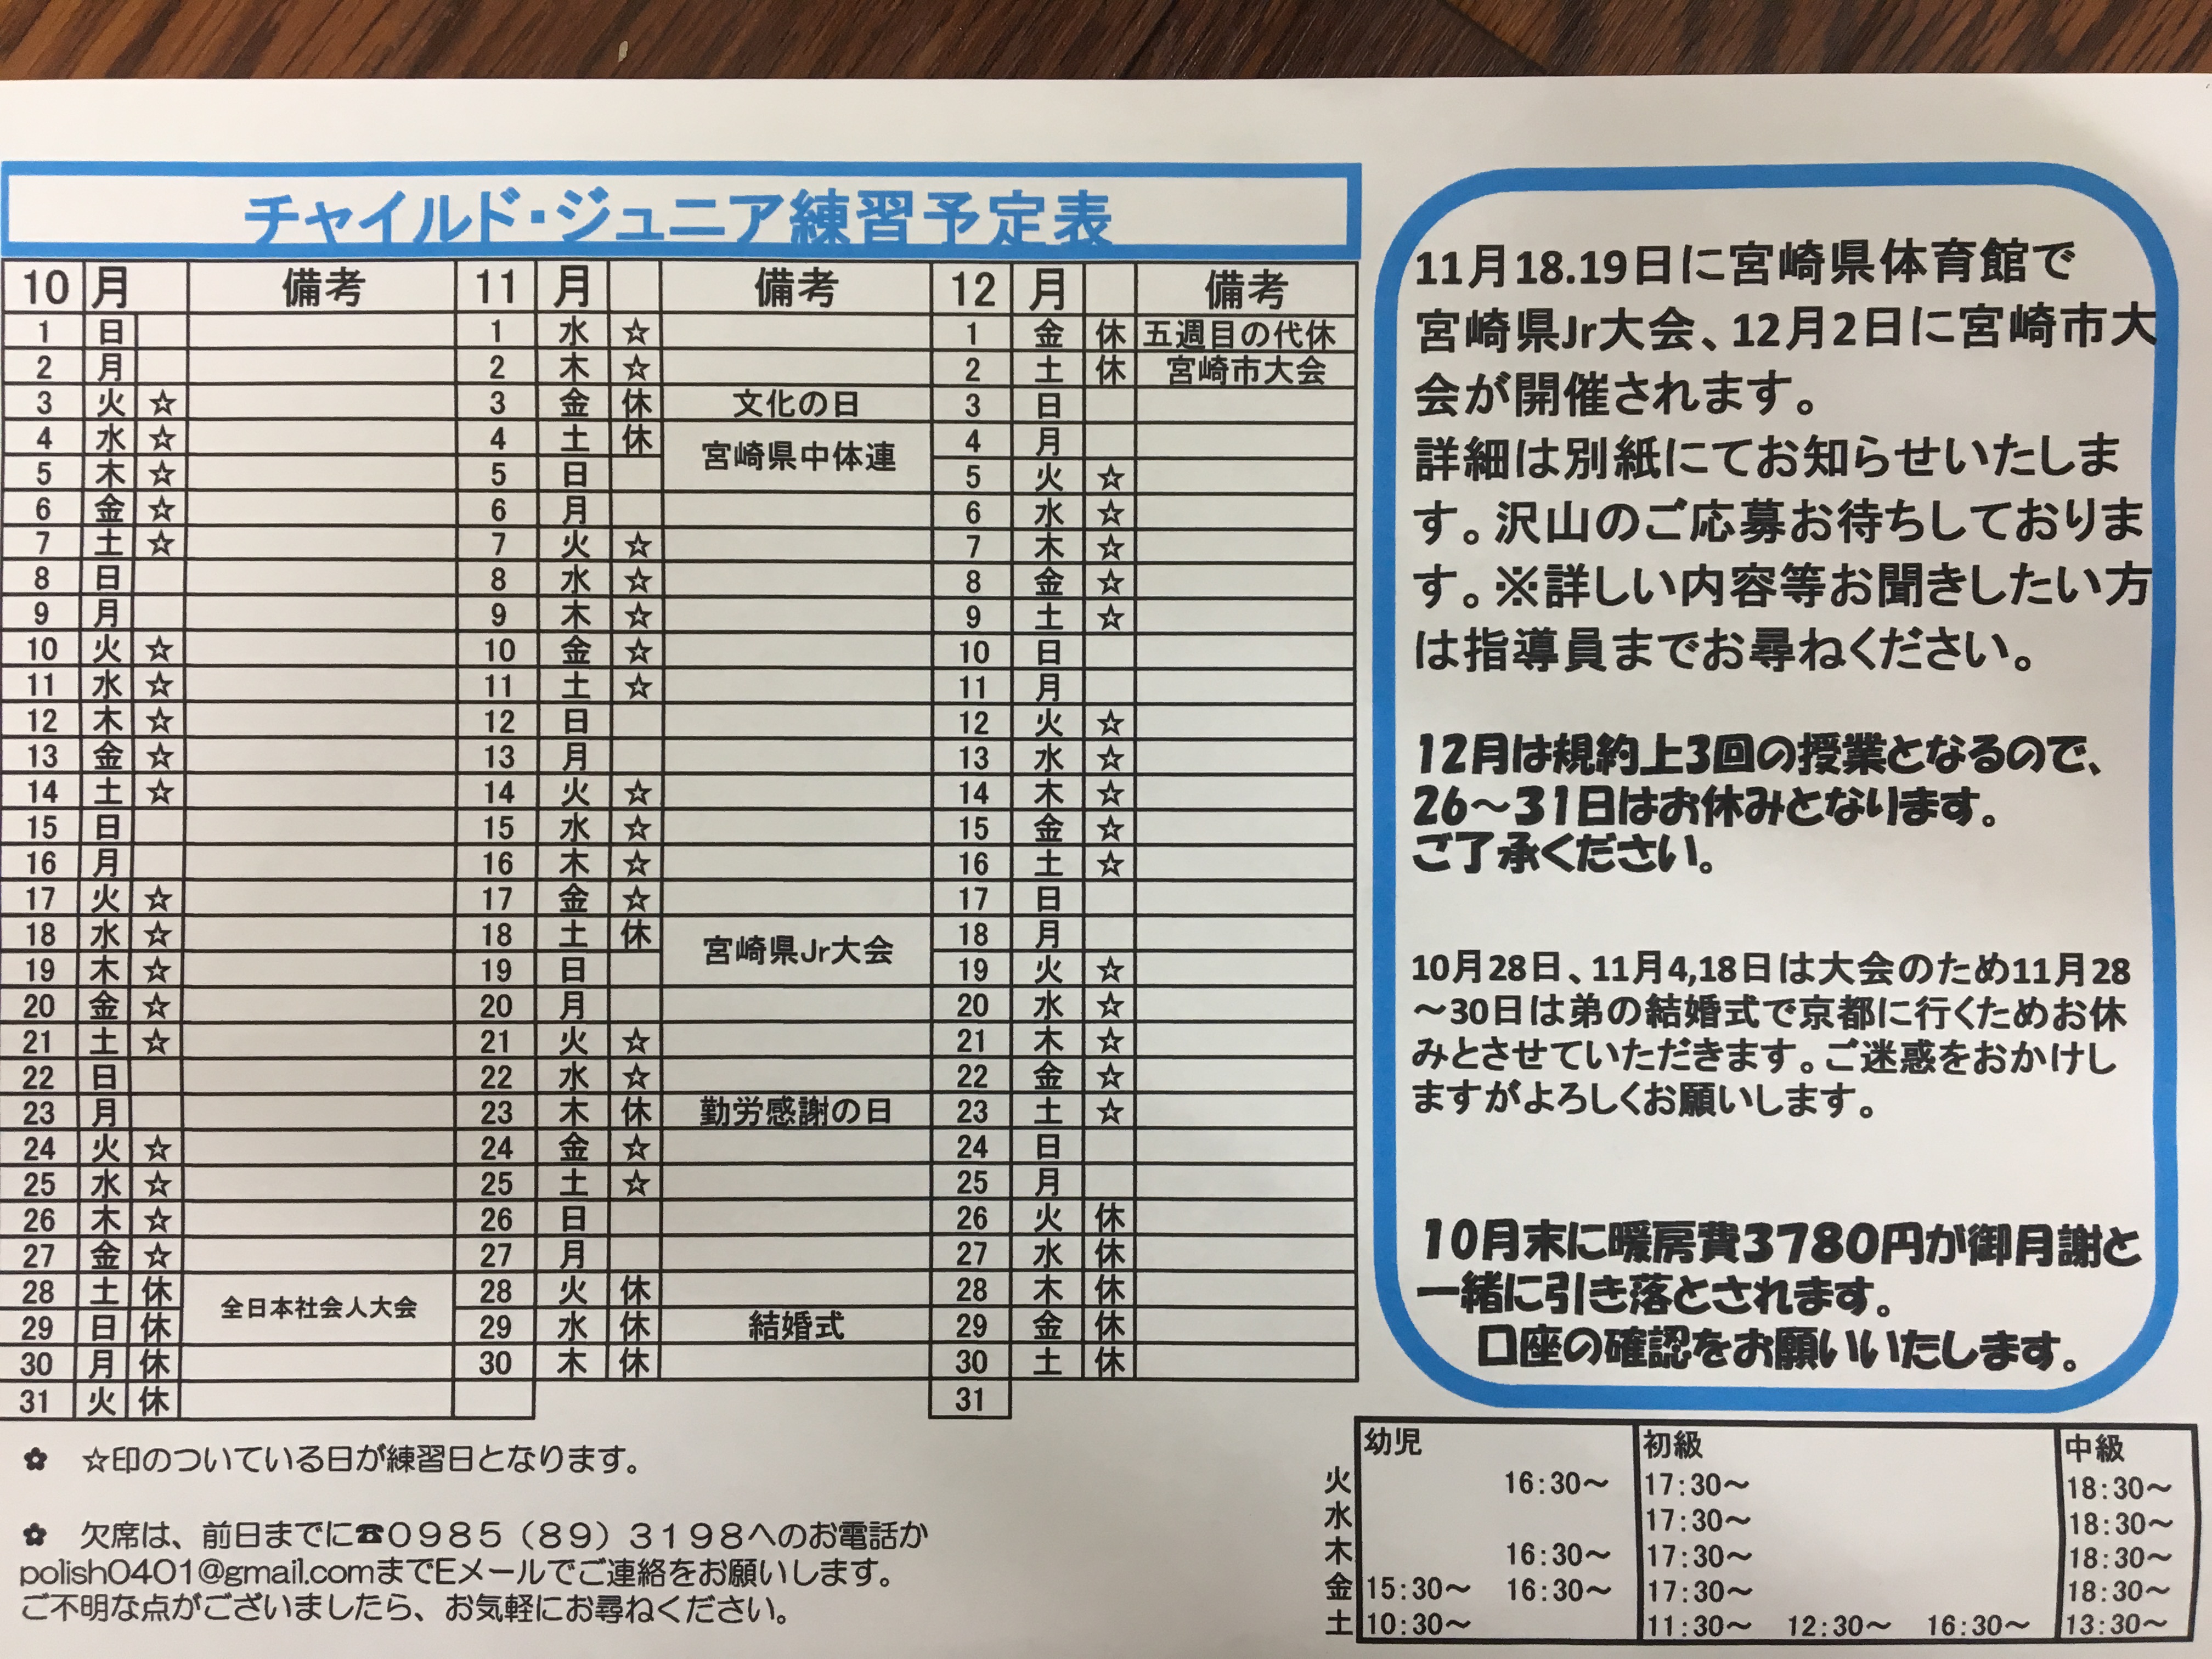 チャイルド・ジュニア練習予定表
10 月 備考 11 月 備考 12 月 備考
1 日 1 水 ☆ 1 金 休 五週目の代休
2 月 2 木 ☆ 2 土 休 宮崎市大会
3 火 ☆ 3 金 休 文化の日 3 日
4 水 ☆ 4 土 休 宮崎県中体連 4 月
5 木 ☆ 5 日 5 火 ☆
6 金 ☆ 6 月 6 水 ☆
7 土 ☆ 7 火 ☆ 7 木 ☆
8 日 8 水 ☆ 8 金 ☆
9 月 9 木 ☆ 9 土 ☆
10 火 ☆ 10 金 ☆ 10 日
11 水 ☆ 11 土 ☆ 11 月
12 木 ☆ 12 日 12 火 ☆
13 金 ☆ 13 月 13 水 ☆
14 土 ☆ 14 火 ☆ 14 木 ☆
15 日 15 水 ☆ 15 金 ☆
16 月 16 木 ☆ 16 土 ☆
17 火 ☆ 17 金 ☆ 17 日
18 水 ☆ 18 土 休 宮崎県Jr大会 18 月
19 木 ☆ 19 日 19 火 ☆
20 金 ☆ 20 月 20 水 ☆
21 土 ☆ 21 火 ☆ 21 木 ☆
22 日 22 水 ☆ 22 金 ☆
23 月 23 木 休 勤労感謝の日 23 土 ☆
24 火 ☆ 24 金 ☆ 24 日
25 水 ☆ 25 土 ☆ 25 月
26 木 ☆ 26 日 26 火 休
27 金 ☆ 27 月 27 水 休
28 土 休 全日本社会人大会 28 火 休 28 木 休
29 日 休 29 水 休 結婚式 29 金 休
30 月 休 30 木 休 30 土 休
31 火 休 31
✿ ☆印のついている日が練習日となります。
✿ 欠席は、前日までに☎０９８５（８９）３１９８へのお電話か
polish0401@gmail.comまでEメールでご連絡をお願いします。
ご不明な点がございましたら、お気軽にお尋ねください。
11月18.19日に宮崎県体育館で
宮崎県Jr大会、12月2日に宮崎市大
会が開催されます。
詳細は別紙にてお知らせいたしま
す。沢山のご応募お待ちしておりま
す。※詳しい内容等お聞きしたい方
は指導員までお尋ねください。
12月は規約上3回の授業となるので、
26～31日はお休みとなります。
ご了承ください。
10月28日、11月4,18日は大会のため11月28
～30日は弟の結婚式で京都に行くためお休
みとさせていただきます。ご迷惑をおかけし
ますがよろしくお願いします。
10月末に暖房費3780円が御月謝と
一緒に引き落とされます。
口座の確認をお願いいたします。
幼児 初級 中級
火 16:30～ 17:30～ 18:30～
水 17:30～ 18:30～
木 16:30～ 17:30～ 18:30～
金 15:30～ 16:30～ 17:30～ 18:30～
土 10:30～ 11:30～ 12:30～ 16:30～ 13:30～